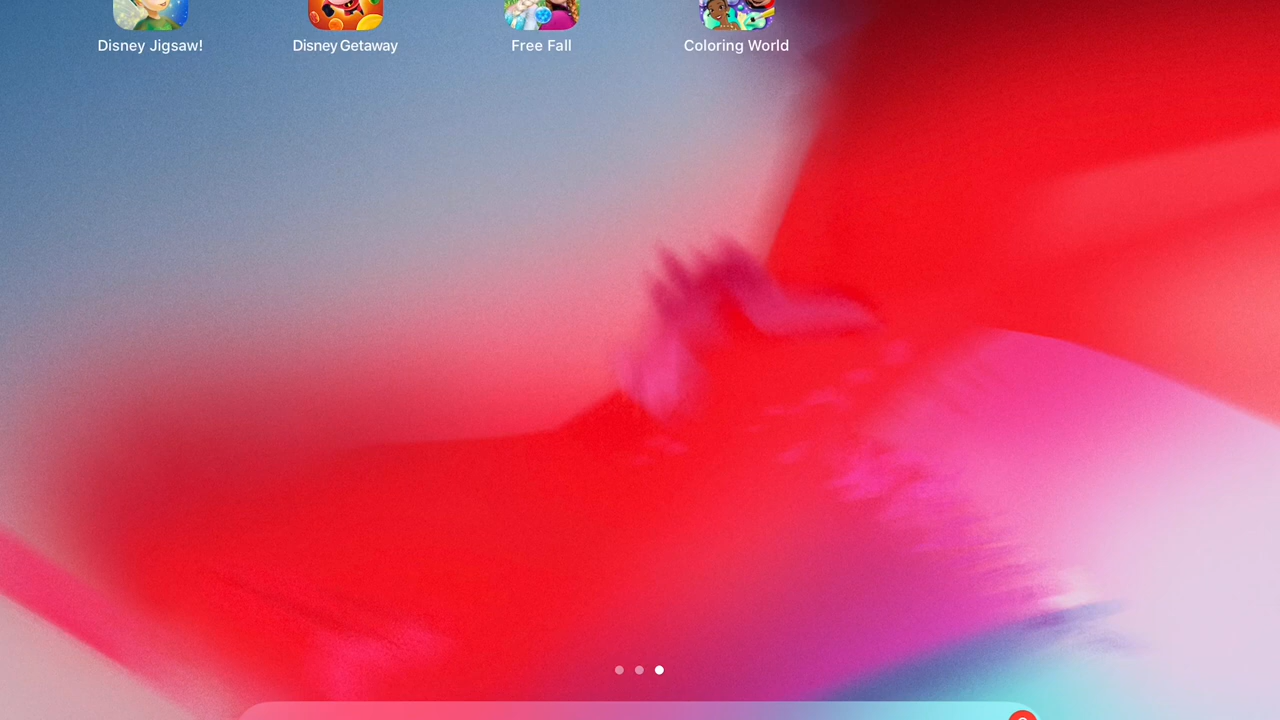 Disney Jigsaw!
Disney Getaway
Free Fall
Coloring World